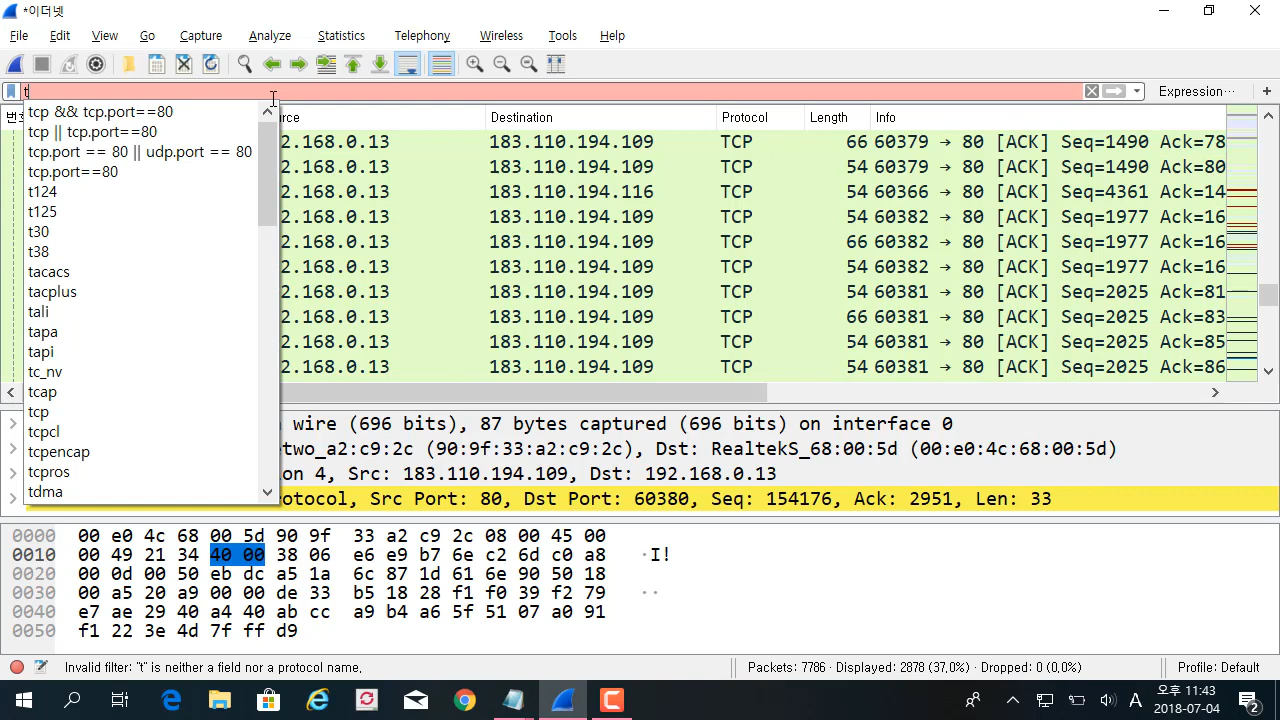 *이더넷
File Edit View Go Capture Analyze Statistics Telephony Wireless Tools Help
t
Expression… +
tcp && tcp.port==80
tcp || tcp.port==80
tcp.port == 80 || udp.port == 80
tcp.port==80
t124
t125
t30
t38
tacacs
tacplus
tali
tapa
tapi
tc_nv
tcap
tcp
tcpcl
tcpencap
tcpros
tdma
rce Destination Protocol Length Info
2.168.0.13 183.110.194.109 TCP 66 60379 → 80 [ACK] Seq=1490 Ack=78
2.168.0.13 183.110.194.109 TCP 54 60379 → 80 [ACK] Seq=1490 Ack=80
2.168.0.13 183.110.194.116 TCP 54 60366 → 80 [ACK] Seq=4361 Ack=14
2.168.0.13 183.110.194.109 TCP 54 60382 → 80 [ACK] Seq=1977 Ack=16
2.168.0.13 183.110.194.109 TCP 66 60382 → 80 [ACK] Seq=1977 Ack=16
2.168.0.13 183.110.194.109 TCP 54 60382 → 80 [ACK] Seq=1977 Ack=16
2.168.0.13 183.110.194.109 TCP 54 60381 → 80 [ACK] Seq=2025 Ack=81
2.168.0.13 183.110.194.109 TCP 66 60381 → 80 [ACK] Seq=2025 Ack=83
2.168.0.13 183.110.194.109 TCP 54 60381 → 80 [ACK] Seq=2025 Ack=85
2.168.0.13 183.110.194.109 TCP 54 60381 → 80 [ACK] Seq=2025 Ack=86
wire (696 bits), 87 bytes captured (696 bits) on interface 0
etwo_a2:c9:2c (90:9f:33:a2:c9:2c), Dst: RealtekS_68:00:5d (00:e0:4c:68:00:5d)
on 4, Src: 183.110.194.109, Dst: 192.168.0.13
otocol, Src Port: 80, Dst Port: 60380, Seq: 154176, Ack: 2951, Len: 33
0000 00 e0 4c 68 00 5d 90 9f 33 a2 c9 2c 08 00 45 00
0010 00 49 21 34 40 00 38 06 e6 e9 b7 6e c2 6d c0 a8 ·I!
0020 00 0d 00 50 eb dc a5 1a 6c 87 1d 61 6e 90 50 18
0030 00 a5 20 a9 00 00 de 33 b5 18 28 f1 f0 39 f2 79 ··
0040 e7 ae 29 40 a4 40 ab cc a9 b4 a6 5f 51 07 a0 91
0050 f1 22 3e 4d 7f ff d9
Invalid filter: "t" is neither a field nor a protocol name. Packets: 7786 · Displayed: 2878 (37.0%) · Dropped: 0 (0.0%) Profile: Default
A 오후 11:43
2018-07-04
2